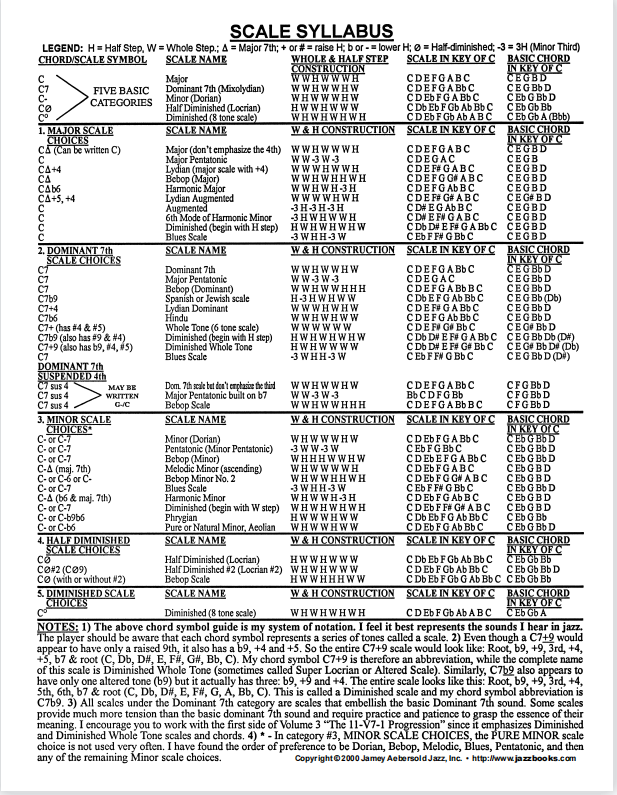 SCALE SYLLABUS
LEGEND: H = Half Step, W = Whole Step.; Δ = Major 7th; + or # = raise H; b or - = lower H; Ø = Half-diminished; -3 = 3H (Minor Third)
CHORD/SCALE SYMBOL SCALE NAME WHOLE & HALF STEP CONSTRUCTION SCALE IN KEY OF C BASIC CHORD IN KEY OF C
C Major W W H W W W H C D E F G A B C C E G B D
C7 FIVE BASIC Dominant 7th (Mixolydian) W W H W W H W C D E F G A Bb C C E G Bb D
C- CATEGORIES Minor (Dorian) W H W W W H W C D Eb F G A Bb C C Eb G Bb D
CØ Half Diminished (Locrian) H W W H W W W C Db Eb F Gb Ab Bb C C Eb Gb Bb
C° Diminished (8 tone scale) W H W H W H W H C D Eb F Gb Ab A B C C Eb Gb A (Bbb)
1. MAJOR SCALE CHOICES SCALE NAME W & H CONSTRUCTION SCALE IN KEY OF C BASIC CHORD IN KEY OF C
CΔ (Can be written C) Major (don't emphasize the 4th) W W H W W W H C D E F G A B C C E G B D
C Major Pentatonic W W -3 W -3 C D E G A C C E G B
CΔ+4 Lydian (major scale with +4) W W W H W W H C D E F# G A B C C E G B D
CΔ Bebop (Major) W W H W H H W H C D E F G G# A B C C E G B D
CΔb6 Harmonic Major W W H W H -3 H C D E F G Ab B C C E G B D
CΔ+5, +4 Lydian Augmented W W W W H W H C D E F# G# A B C C E G# B D
C Augmented -3 H -3 H -3 H C D# E G Ab B C C E G B D
C 6th Mode of Harmonic Minor -3 H W H W W H C D# E F# G A B C C E G B D
C Diminished (begin with H step) H W H W H W H W C Db D# E F# G A Bb C C E G B D
C Blues Scale -3 W H H -3 W C Eb F F# G Bb C C E G B D
2. DOMINANT 7th SCALE CHOICES SCALE NAME W & H CONSTRUCTION SCALE IN KEY OF C BASIC CHORD IN KEY OF C
C7 Dominant 7th W W H W W H W C D E F G A Bb C C E G Bb D
C7 Major Pentatonic W W -3 W -3 C D E G A C C E G Bb D
C7 Bebop (Dominant) W W H W W H H H C D E F G A Bb B C C E G Bb D
C7b9 Spanish or Jewish scale H -3 H W H W W C Db E F G Ab Bb C C E G Bb (Db)
C7+4 Lydian Dominant W W W H W H W C D E F# G A Bb C C E G Bb D
C7b6 Hindu W W H W H W W C D E F G Ab Bb C C E G Bb D
C7+ (has #4 & #5) Whole Tone (6 tone scale) W W W W W W C D E F# G# Bb C C E G# Bb D
C7b9 (also has #9 & #4) Diminished (begin with H step) H W H W H W H W C Db D# E F# G A Bb C C E G Bb Db (D#)
C7+9 (also has b9, #4, #5) Diminished Whole Tone H W H W W W W C Db D# E F# G# Bb C C E G# Bb D# (Db)
C7 Blues Scale -3 W H H -3 W C Eb F F# G Bb C C E G Bb D (D#)
DOMINANT 7th
SUSPENDED 4th
C7 sus 4 MAY BE Dom. 7th scale but don't emphasize the third W W H W W H W C D E F G A Bb C C F G Bb D
C7 sus 4 WRITTEN Major Pentatonic built on b7 W W -3 W -3 Bb C D F G Bb C F G Bb D
C7 sus 4 G-/C Bebop Scale W W H W W H H H C D E F G A Bb B C C F G Bb D
3. MINOR SCALE CHOICES* SCALE NAME W & H CONSTRUCTION SCALE IN KEY OF C BASIC CHORD IN KEY OF C
C- or C-7 Minor (Dorian) W H W W W H W C D Eb F G A Bb C C Eb G Bb D
C- or C-7 Pentatonic (Minor Pentatonic) -3 W W -3 W C Eb F G Bb C C Eb G Bb D
C- or C-7 Bebop (Minor) W H H H W W H W C D Eb E F G A Bb C C Eb G Bb D
C-Δ (maj. 7th) Melodic Minor (ascending) W H W W W W H C D Eb F G A B C C Eb G B D
C- or C-6 or C- Bebop Minor No. 2 W H W W H H W H C D Eb F G G# A B C C Eb G B D
C- or C-7 Blues Scale -3 W H H -3 W C Eb F F# G Bb C C Eb G Bb D
C-Δ (b6 & maj. 7th) Harmonic Minor W H W W H -3 H C D Eb F G Ab B C C Eb G B D
C- or C-7 Diminished (begin with W step) W H W H W H W H C D Eb F F# G# A B C C Eb G B D
C- or C-b9b6 Phrygian H W W W H W W C Db Eb F G Ab Bb C C Eb G Bb
C- or C-b6 Pure or Natural Minor, Aeolian W H W W H W W C D Eb F G Ab Bb C C Eb G Bb D
4. HALF DIMINISHED SCALE CHOICES SCALE NAME W & H CONSTRUCTION SCALE IN KEY OF C BASIC CHORD IN KEY OF C
CØ Half Diminished (Locrian) H W W H W W W C Db Eb F Gb Ab Bb C C Eb Gb Bb
CØ#2 (CØ9) Half Diminished #2 (Locrian #2) W H W H W W W C D Eb F Gb Ab Bb C C Eb Gb Bb D
CØ (with or without #2) Bebop Scale H W W H H H W W C Db Eb F Gb G Ab Bb C C Eb Gb Bb
5. DIMINISHED SCALE CHOICES SCALE NAME W & H CONSTRUCTION SCALE IN KEY OF C BASIC CHORD IN KEY OF C
C° Diminished (8 tone scale) W H W H W H W H C D Eb F Gb Ab A B C C Eb Gb A
NOTES: 1) The above chord symbol guide is my system of notation. I feel it best represents the sounds I hear in jazz.
The player should be aware that each chord symbol represents a series of tones called a scale. 2) Even though a C7+9 would
appear to have only a raised 9th, it also has a b9, +4 and +5. So the entire C7+9 scale would look like: Root, b9, +9, 3rd, +4,
+5, b7 & root (C, Db, D#, E, F#, G#, Bb, C). My chord symbol C7+9 is therefore an abbreviation, while the complete name
of this scale is Diminished Whole Tone (sometimes called Super Locrian or Altered Scale). Similarly, C7b9 also appears to
have only one altered tone (b9) but it actually has three: b9, +9 and +4. The entire scale looks like this: Root, b9, +9, 3rd, +4,
5th, 6th, b7 & root (C, Db, D#, E, F#, G, A, Bb, C). This is called a Diminished scale and my chord symbol abbreviation is
C7b9. 3) All scales under the Dominant 7th category are scales that embellish the basic Dominant 7th sound. Some scales
provide much more tension than the basic dominant 7th sound and require practice and patience to grasp the essence of their
meaning. I encourage you to work with the first side of Volume 3 "The 11-V7-1 Progression" since it emphasizes Diminished
and Diminished Whole Tone scales and chords. 4) * - In category #3, MINOR SCALE CHOICES, the PURE MINOR scale
choice is not used very often. I have found the order of preference to be Dorian, Bebop, Melodic, Blues, Pentatonic, and then
any of the remaining Minor scale choices. Copyright ©2000 Jamey Aebersold Jazz, Inc. • http://www.jazzbooks.com